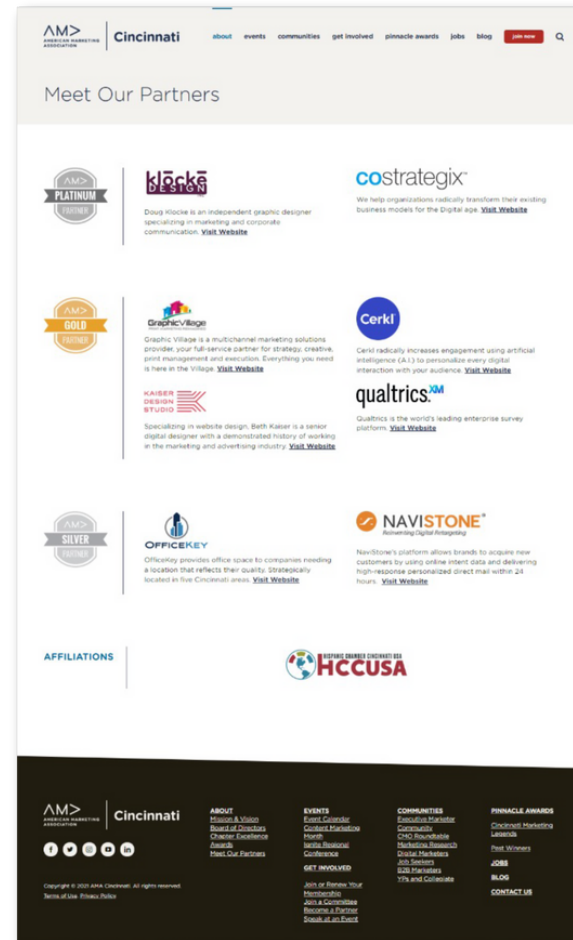 AMA
AMERICAN MARKETING
ASSOCIATION
Cincinnati
about events communities get involved pinnacle awards jobs blog join now
Meet Our Partners
AMA
PLATINUM
PARTNER
klōckē
DESIGN
Doug Klocke is an independent graphic designer
specializing in marketing and corporate
communication. Visit Website
costrategix
We help organizations radically transform their existing
business models for the Digital age. Visit Website
AMA
GOLD
PARTNER
GraphicVillage
Graphic Village is a multichannel marketing solutions
provider, your full-service partner for strategy, creative,
print management and execution. Everything you need
is here in the Village. Visit Website
Cerkl
Cerkl radically increases engagement using artificial
intelligence (A.I.) to personalize every digital
interaction with your audience. Visit Website
KAISER
DESIGN
STUDIO
Specializing in website design, Beth Kaiser is a senior
digital designer with a demonstrated history of working
in the marketing and advertising industry. Visit Website
qualtrics.XM
Qualtrics is the world's leading enterprise survey
platform. Visit Website
AMA
SILVER
PARTNER
OFFICEKEY
OfficeKey provides office space to companies needing
a location that reflects their quality. Strategically
located in five Cincinnati areas. Visit Website
NAVISTONE®
Reinventing Digital Retargeting
NaviStone's platform allows brands to acquire new
customers by using online intent data and delivering
high-response personalized direct mail within 24
hours. Visit Website
AFFILIATIONS
HISPANIC CHAMBER CINCINNATI USA
HCCUSA
AMA
AMERICAN MARKETING
ASSOCIATION
Cincinnati
Copyright © 2021 AMA Cincinnati. All rights reserved.
Terms of Use. Privacy Policy
ABOUT
Mission & Vision
Board of Directors
Chapter Excellence
Awards
Meet Our Partners
EVENTS
Event Calendar
Content Marketing
Month
Ignite Regional
Conference
GET INVOLVED
Join or Renew Your
Membership
Join a Committee
Become a Partner
Speak at an Event
COMMUNITIES
Executive Marketer
Community
CMO Roundtable
Marketing Research
Digital Marketers
Job Seekers
B2B Marketers
YPs and Collegiate
PINNACLE AWARDS
Cincinnati Marketing
Legends
Past Winners
JOBS
BLOG
CONTACT US